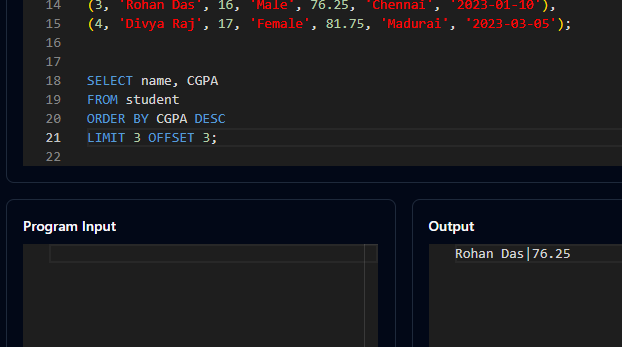 14 (3, 'Rohan Das', 16, 'Male', 76.25, 'Chennai', '2023-01-10'),
15 (4, 'Divya Raj', 17, 'Female', 81.75, 'Madurai', '2023-03-05');
16
17
18 SELECT name, CGPA
19 FROM student
20 ORDER BY CGPA DESC
21 LIMIT 3 OFFSET 3;
22
Program Input
Output
Rohan Das|76.25